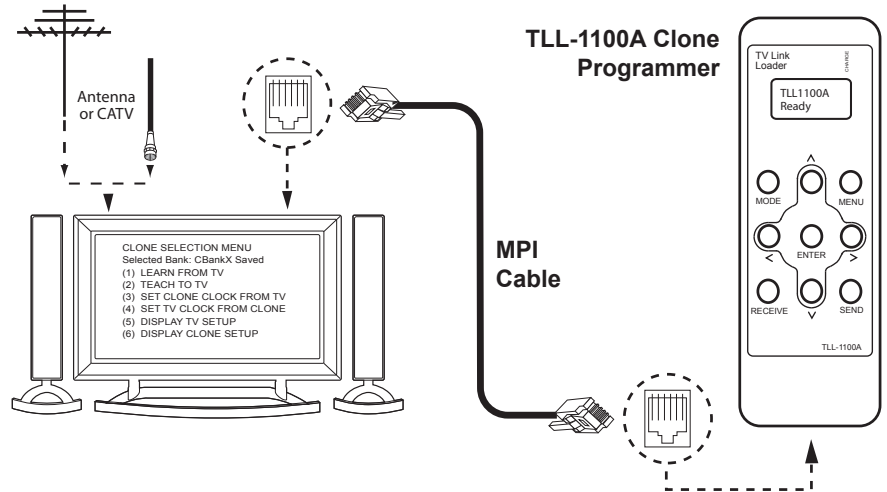 TLL-1100A Clone
Programmer
Antenna
or CATV
CLONE SELECTION MENU
Selected Bank: CBankX Saved
(1) LEARN FROM TV
(2) TEACH TO TV
(3) SET CLONE CLOCK FROM TV
(4) SET TV CLOCK FROM CLONE
(5) DISPLAY TV SETUP
(6) DISPLAY CLONE SETUP
MPI
Cable
TV Link
Loader
CHARGE
TLL1100A
Ready
MODE
MENU
ENTER
RECEIVE
SEND
TLL-1100A